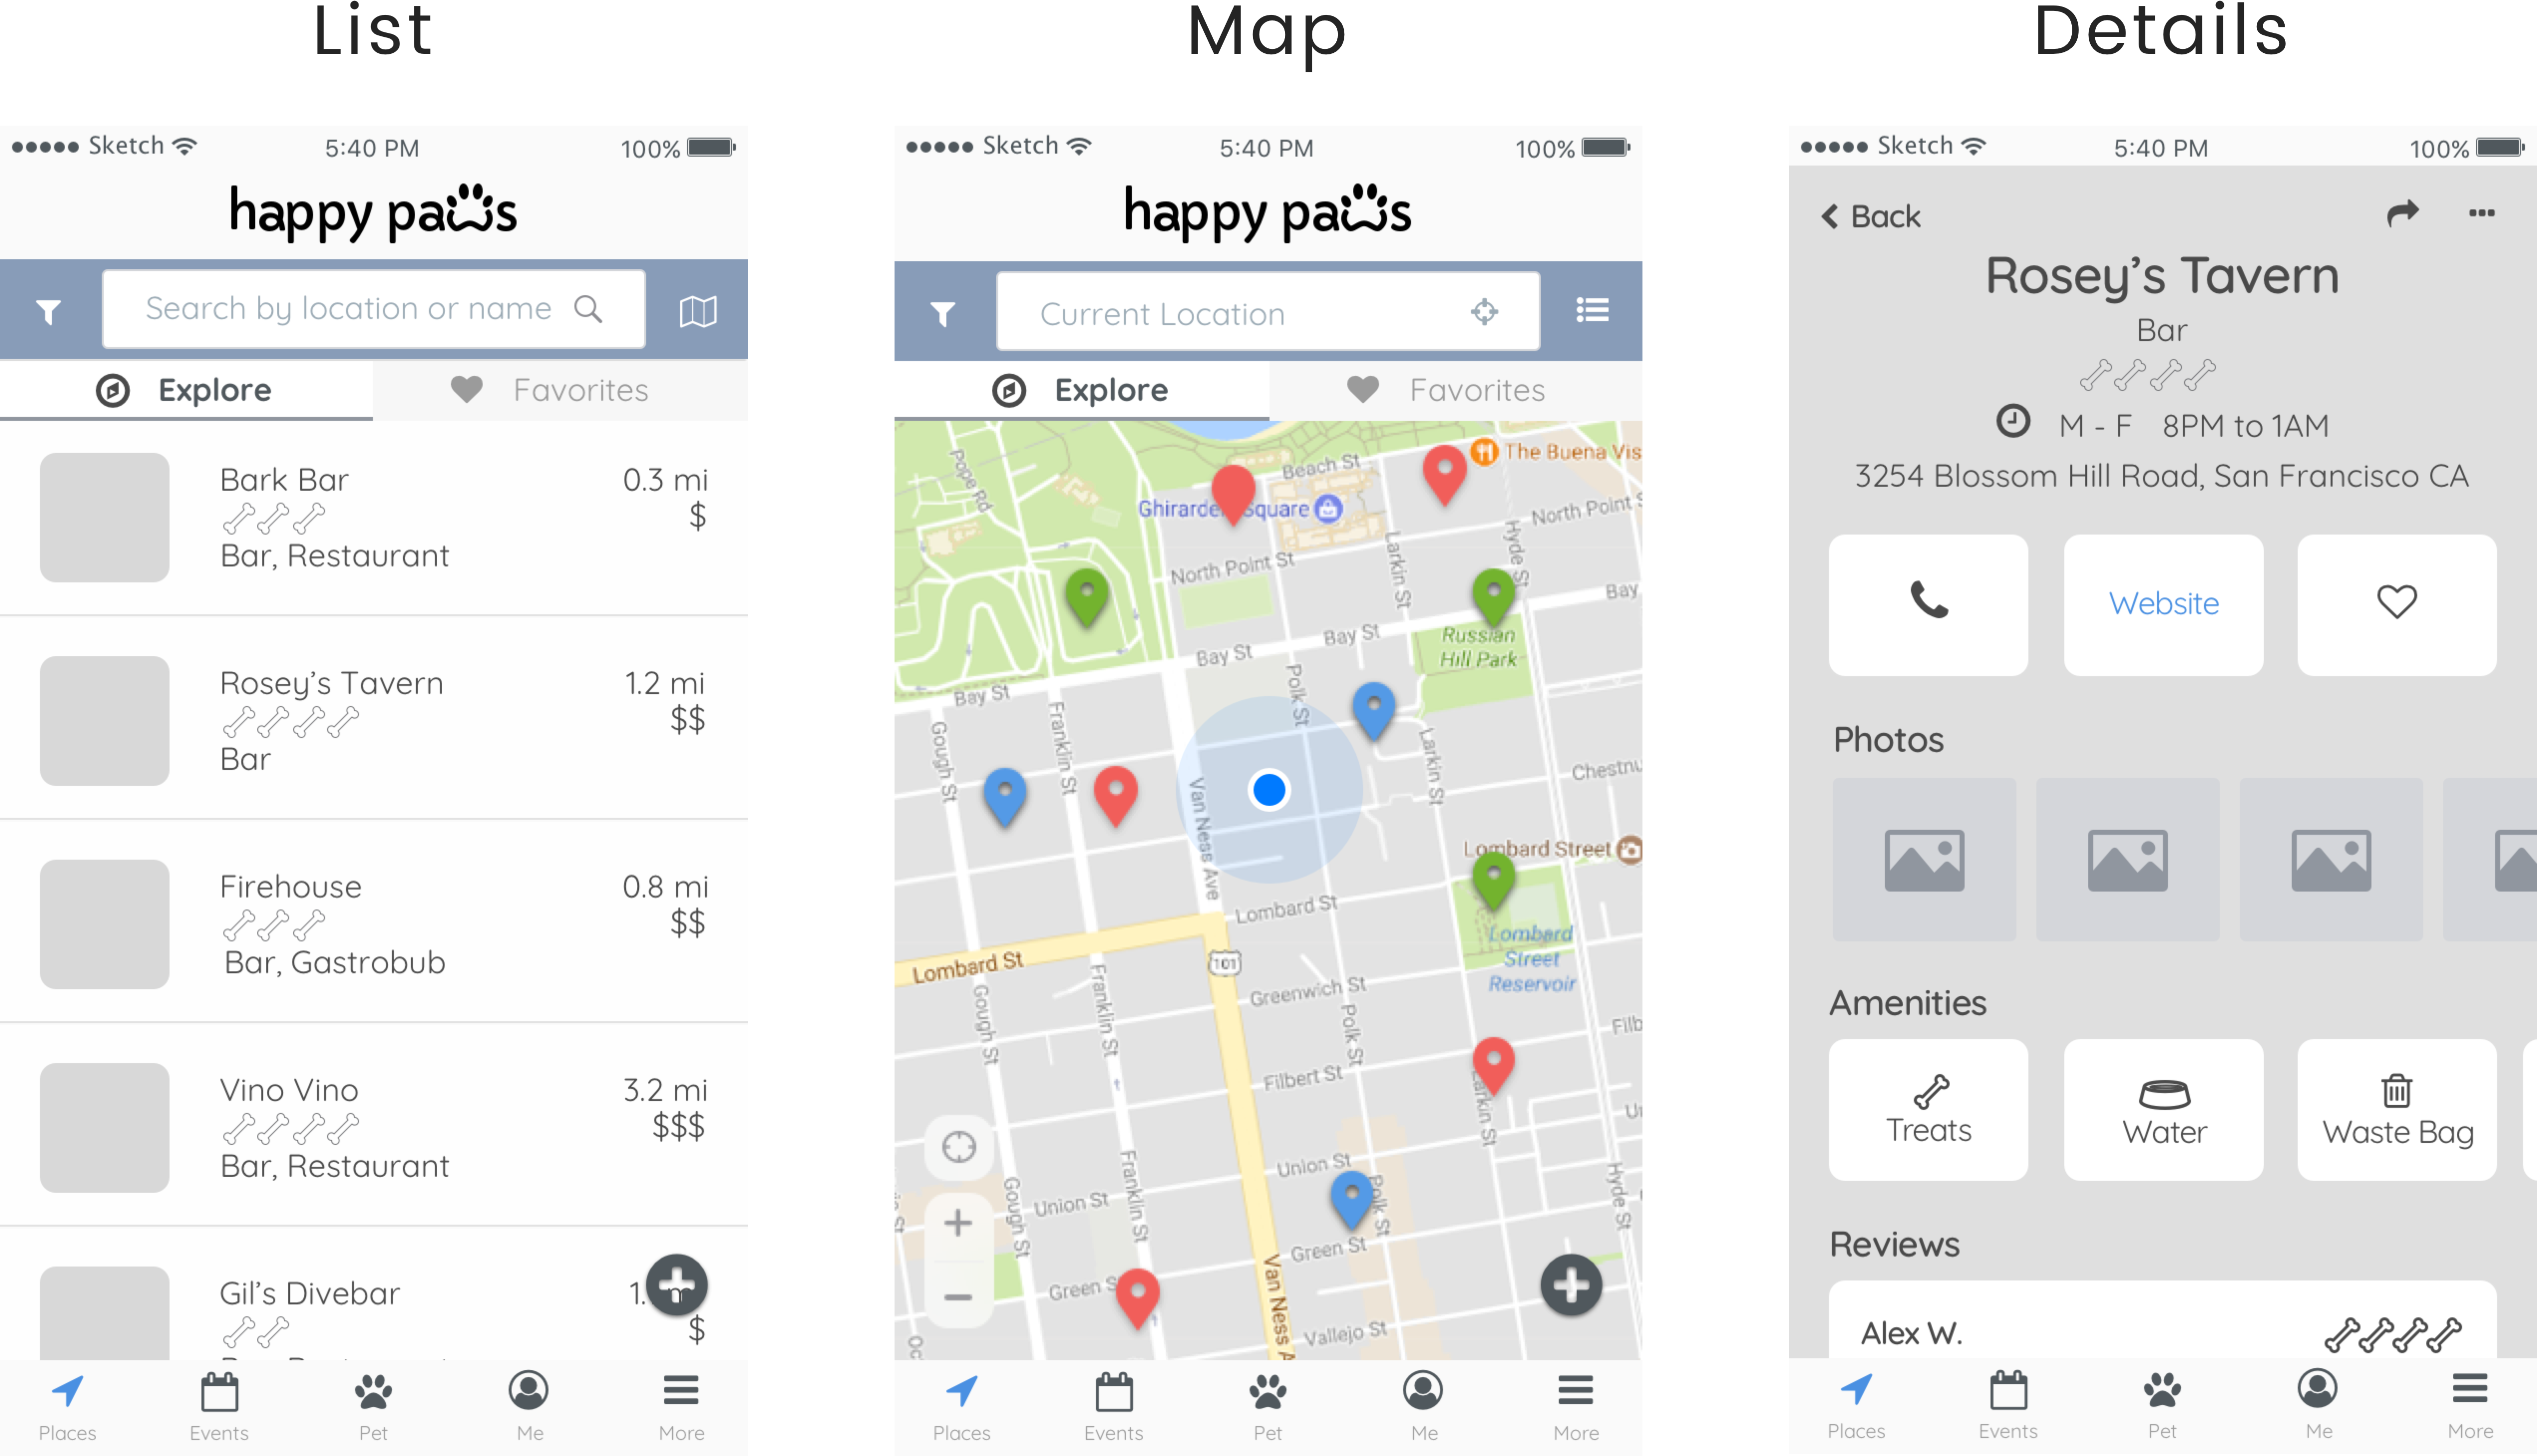 List
Map
Details
Sketch 5:40 PM 100%
happy paws
Search by location or name
Explore Favorites
Bark Bar 0.3 mi
$
Bar, Restaurant
Rosey's Tavern 1.2 mi
$$
Bar
Firehouse 0.8 mi
$$
Bar, Gastrobub
Vino Vino 3.2 mi
$$$
Bar, Restaurant
Gil's Divebar 1.
$
Places Events Pet Me More
Sketch 5:40 PM 100%
happy paws
Current Location
Explore Favorites
Pope Rd
Beach St
The Buena Vis
Ghirardel Square
North Point S
Hyde St
Larkin St
North Point St
Bay
Bay St
Russian
Hill Park
Bay St
Bay St
Polk St
Gough St
Franklin St
Larkin St
Chestnu
Van Ness Ave
Lombard Street
Lombard St
Lombard
Street
Reservoir
Lombard St
101
Greenwich St
Gough St
Franklin St
Polk St
Filb
Filbert St
Larkin St
Union St
Polk St
Hyde St
Franklin St
Gough St
Union St
Green St
Green S
Van Ness A
Vallejo St
Places Events Pet Me More
Sketch 5:40 PM 100%
Back
Rosey's Tavern
Bar
M - F 8PM to 1AM
3254 Blossom Hill Road, San Francisco CA
Website
Photos
Amenities
Treats Water Waste Bag
Reviews
Alex W.
Places Events Pet Me More